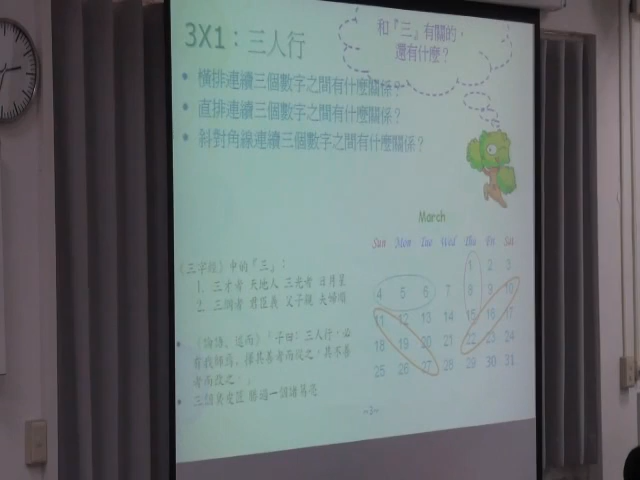 3X1：三人行
和『三』有關的，
還有什麼？
• 橫排連續三個數字之間有什麼關係？
• 直排連續三個數字之間有什麼關係？
• 斜對角線連續三個數字之間有什麼關係？
March
Sun Mon Tue Wed Thu Fri Sat
1 2 3
4 5 6 7 8 9 10
11 12 13 14 15 16 17
18 19 20 21 22 23 24
25 26 27 28 29 30 31
《三字經》中的『三』：
1. 三才者 天地人 三光者 日月星
2. 三綱者 君臣義 父子親 夫婦順
• 《論語．述而》「子曰：三人行，必
有我師焉。擇其善者而從之，其不善
者而改之。」
• 三個臭皮匠 勝過一個諸葛亮
~3~